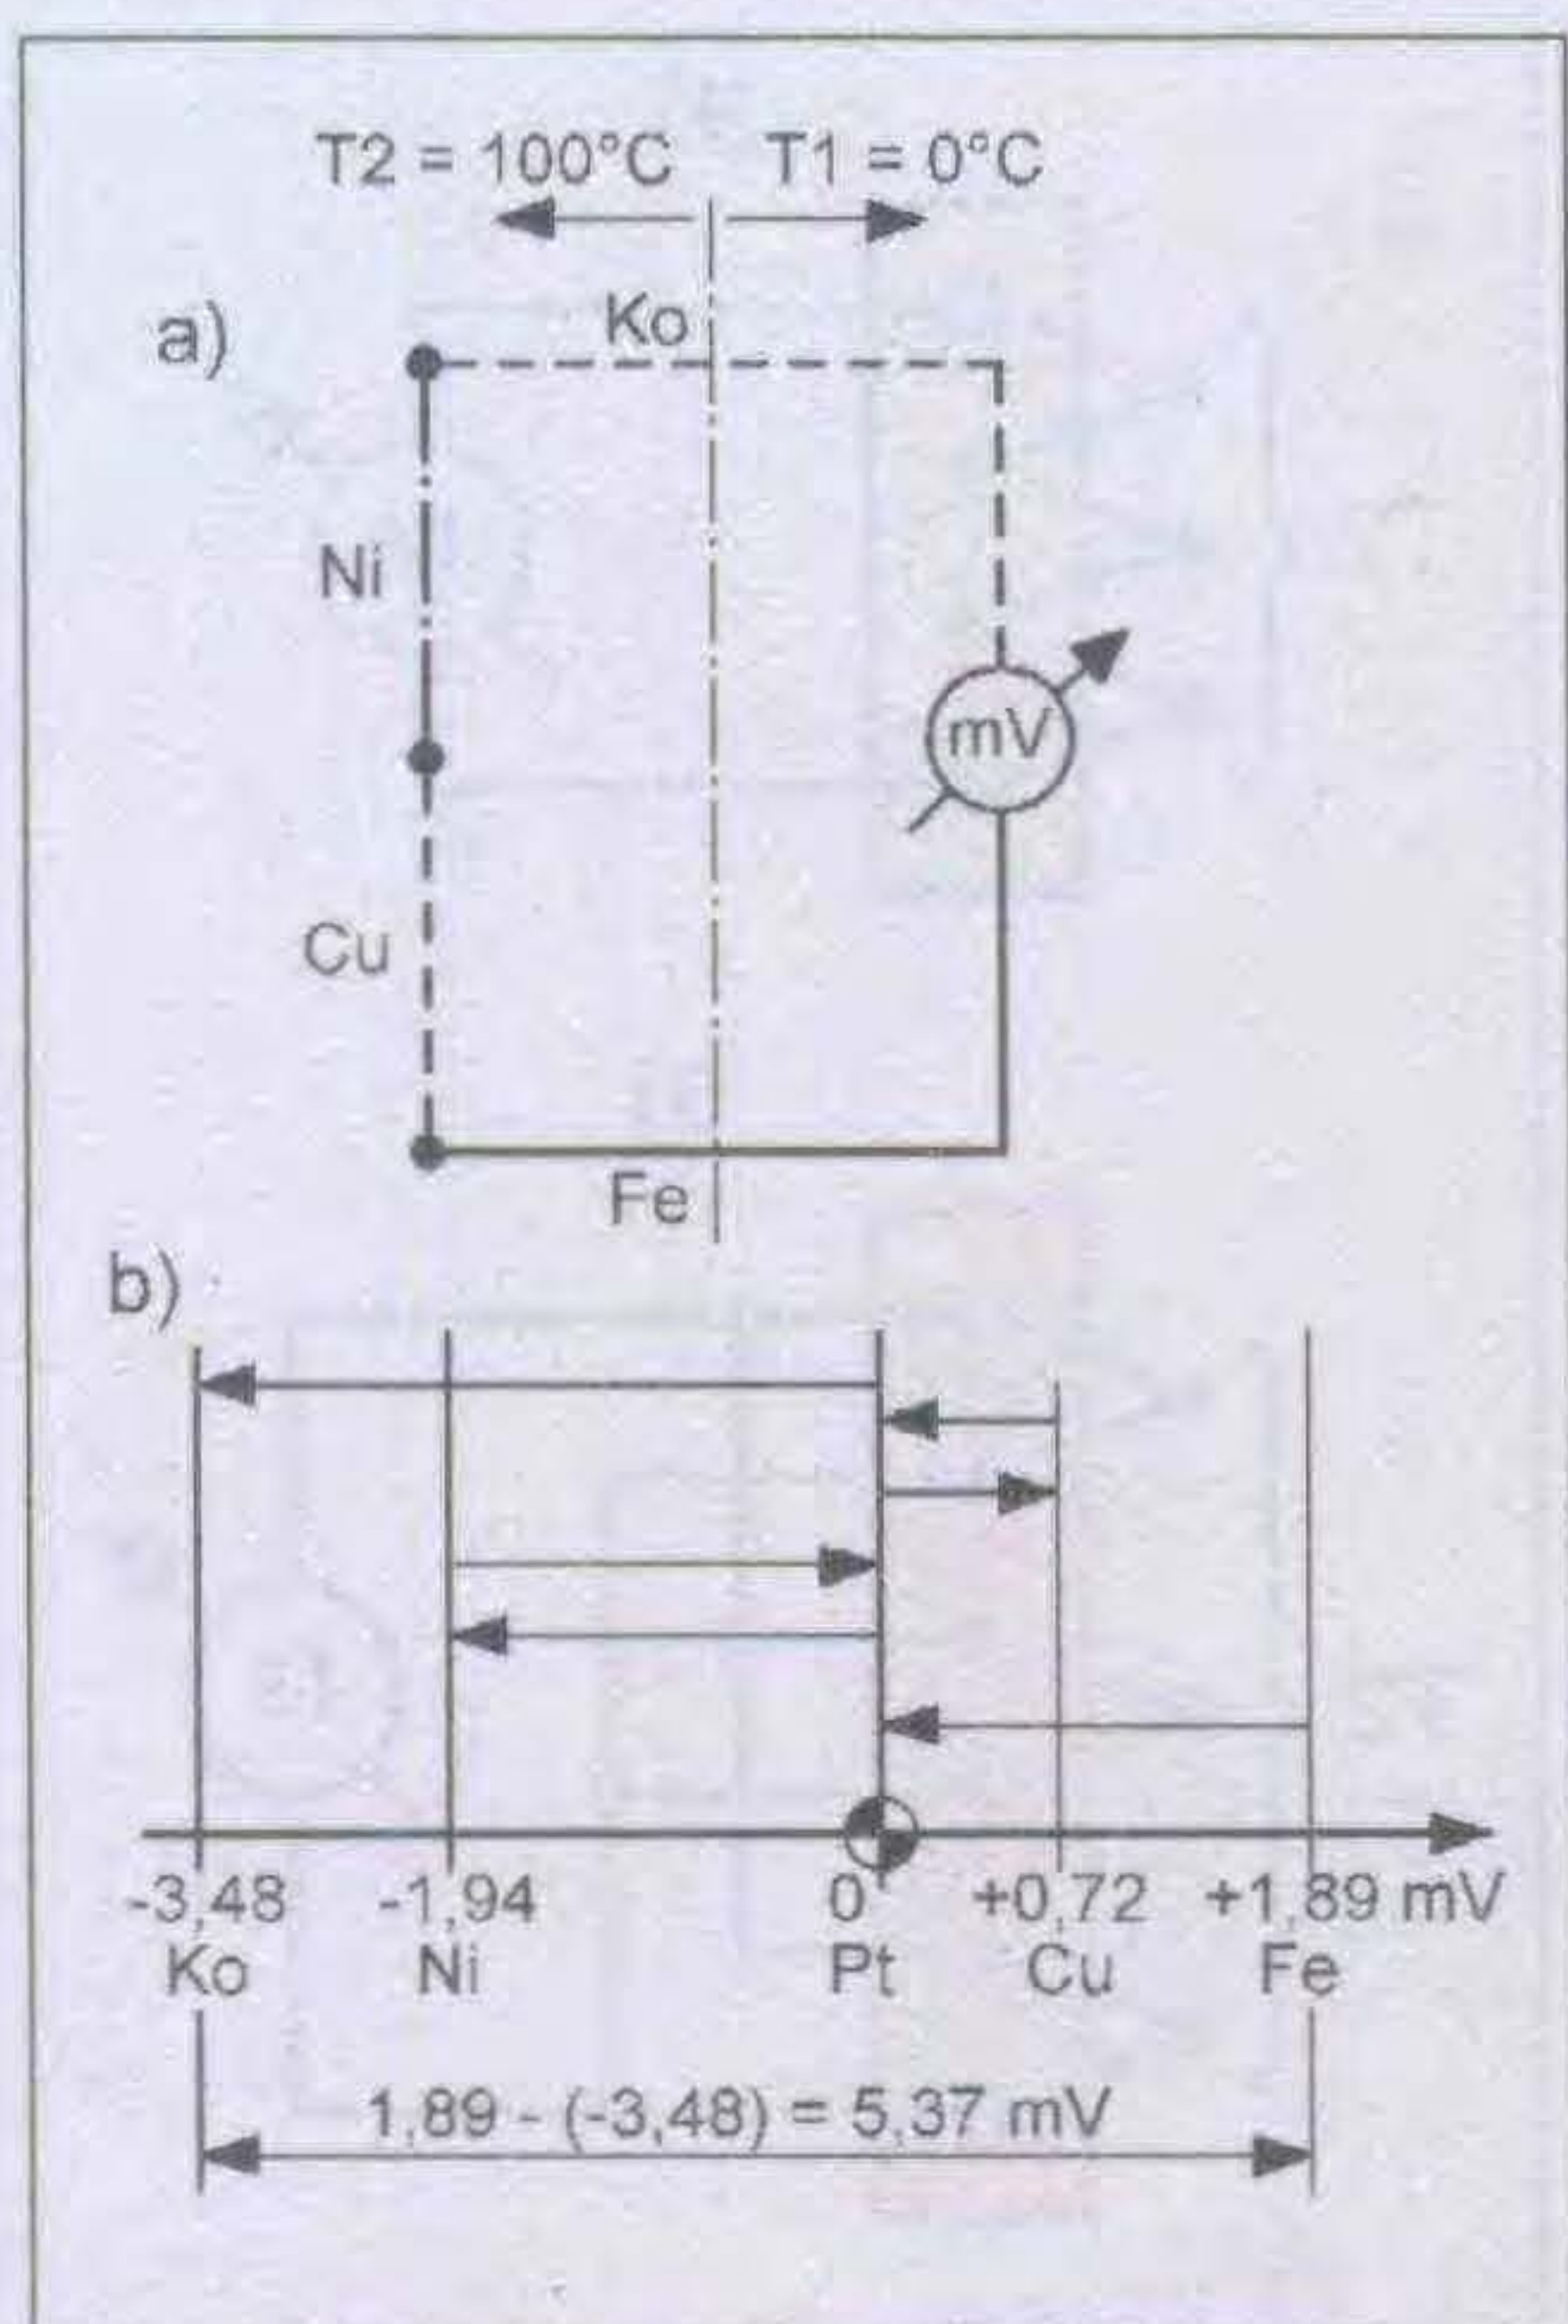 T2 = 100°C T1 = 0°C
a)
Ko
Ni
mV
Cu
Fe
b)
-3,48 -1,94 0 +0,72 +1,89 mV
Ko Ni Pt Cu Fe
1,89 - (-3,48) = 5,37 mV